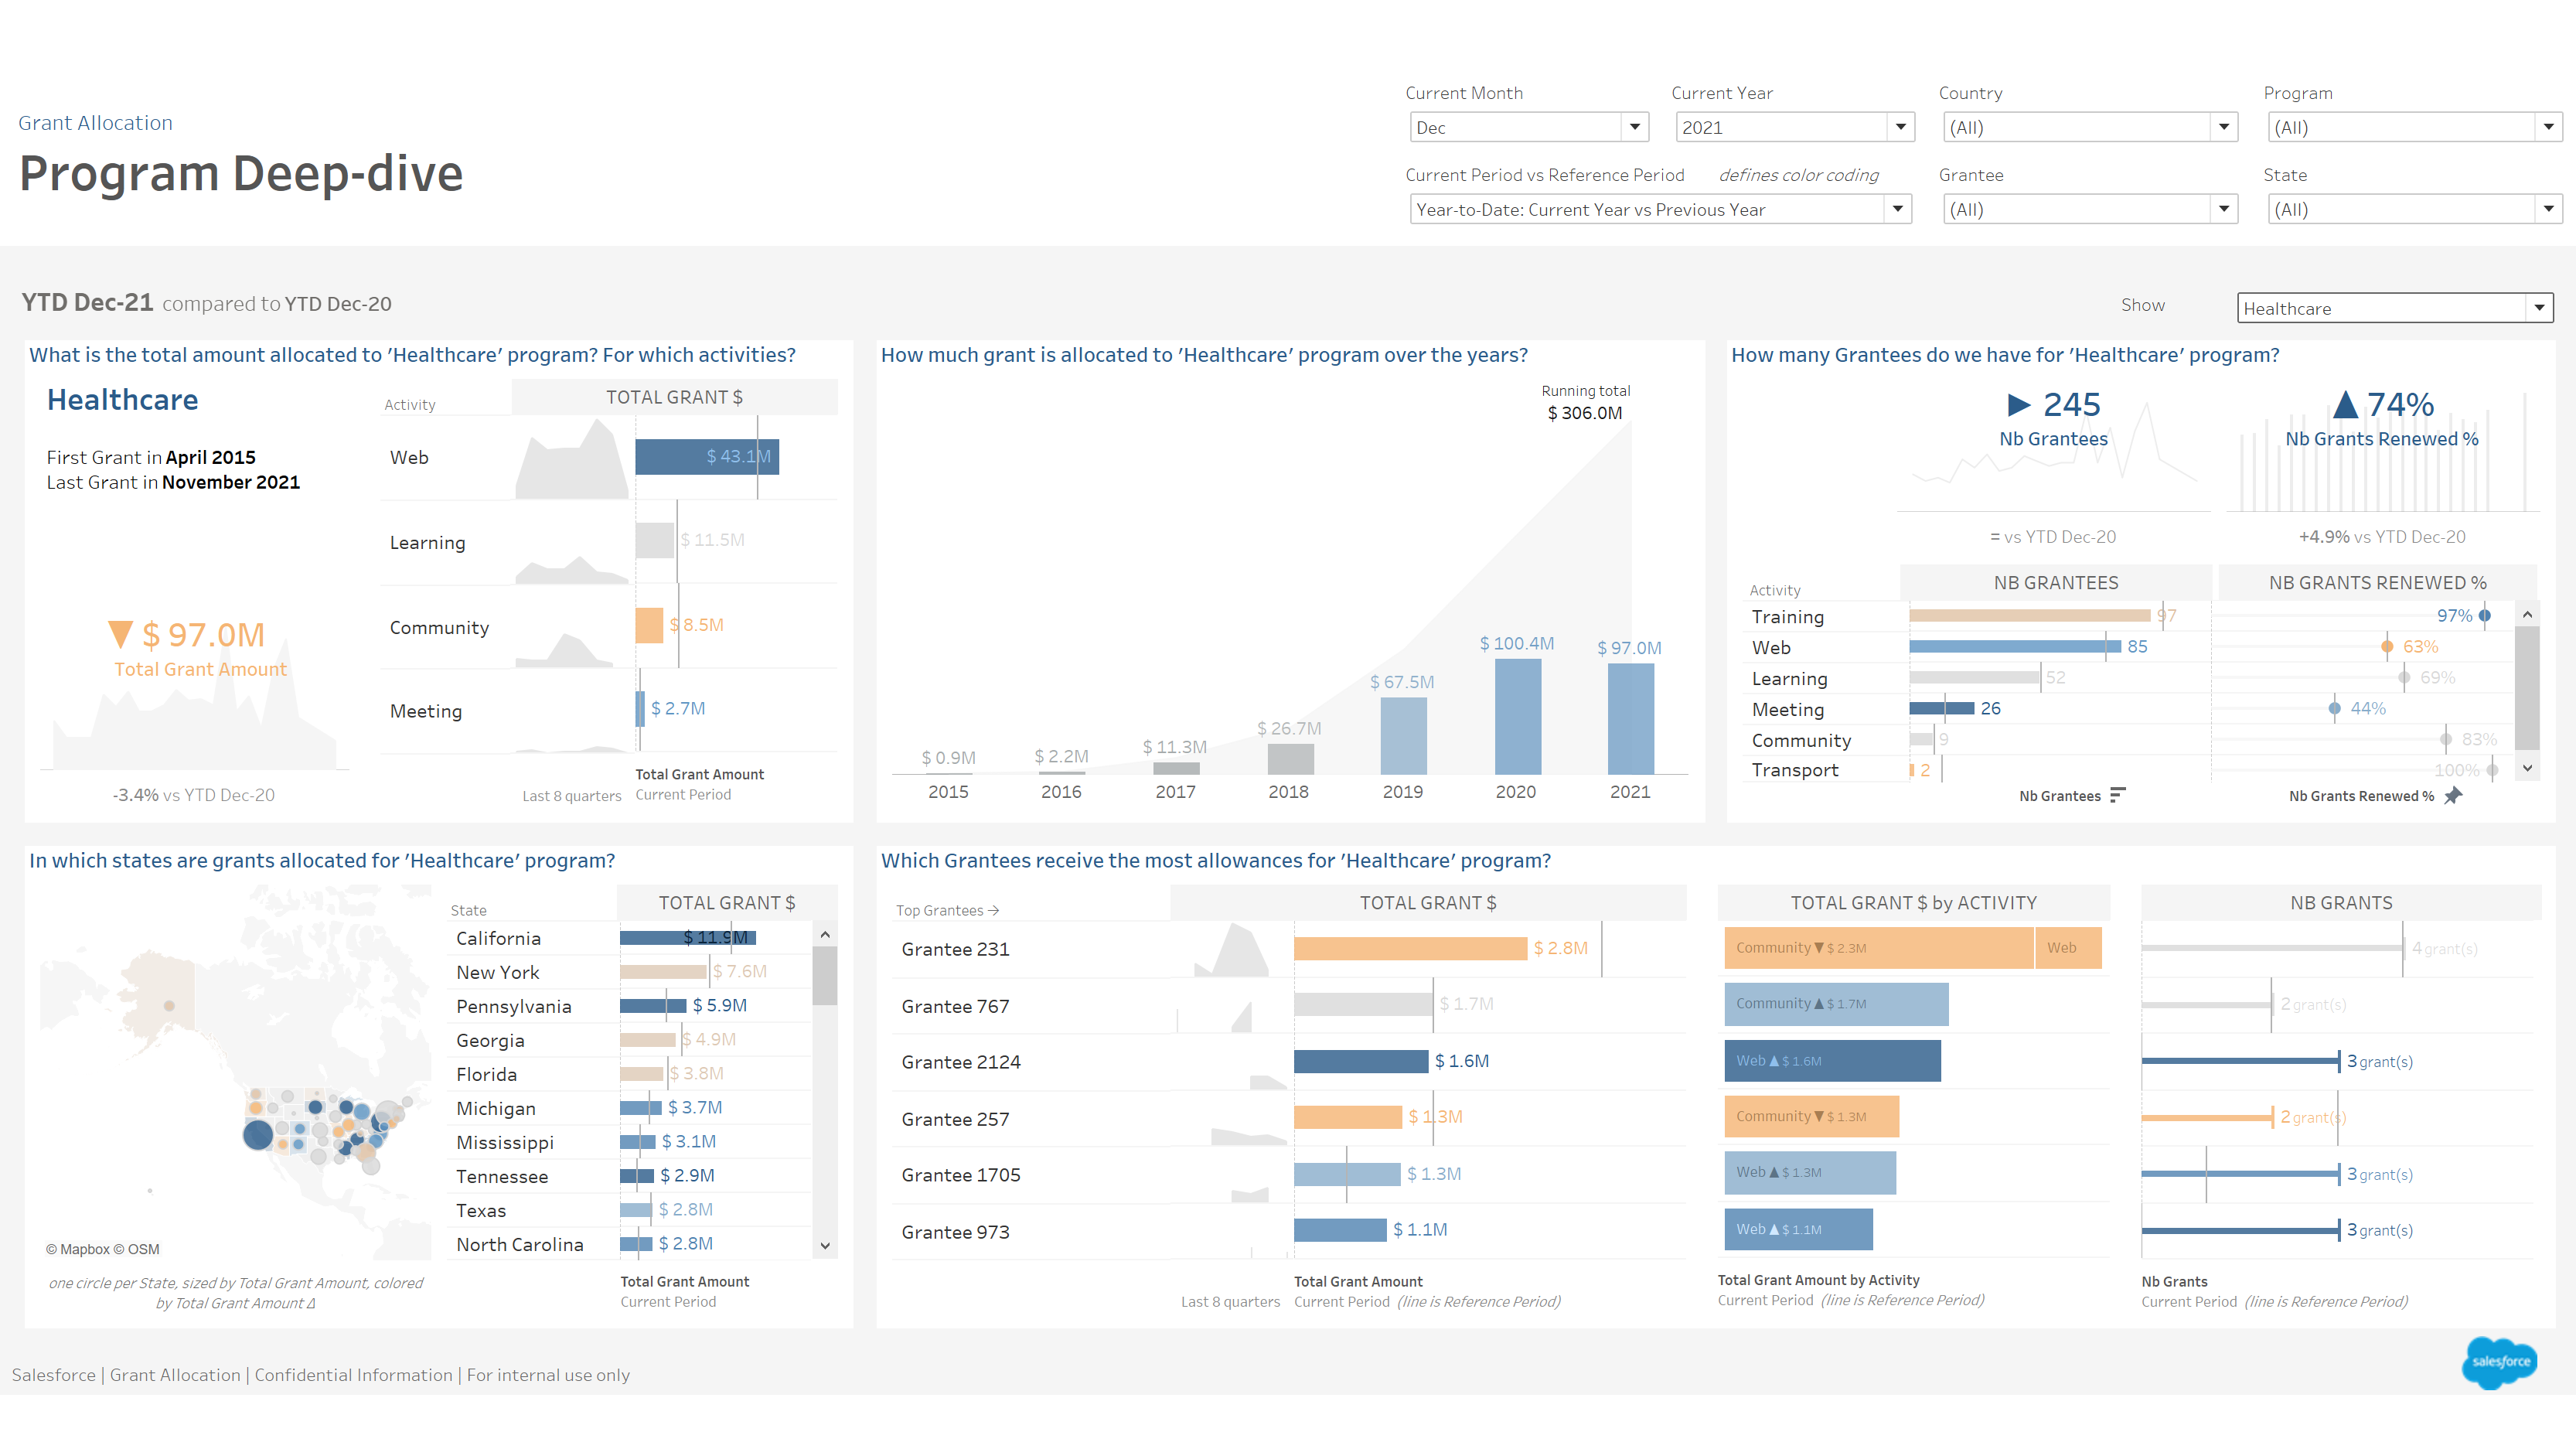 Grant Allocation
Program Deep-dive
Current Month
Current Year
Country
Program
Dec
2021
(All)
(All)
Current Period vs Reference Period defines color coding
Grantee
State
Year-to-Date: Current Year vs Previous Year
(All)
(All)
YTD Dec-21 compared to YTD Dec-20
Show
Healthcare
What is the total amount allocated to 'Healthcare' program? For which activities?
Healthcare
First Grant in April 2015
Last Grant in November 2021
▼ $ 97.0M
Total Grant Amount
-3.4% vs YTD Dec-20
Activity
TOTAL GRANT $
Web
$ 43.1M
Learning
$ 11.5M
Community
$ 8.5M
Meeting
$ 2.7M
Last 8 quarters
Total Grant Amount
Current Period
How much grant is allocated to 'Healthcare' program over the years?
Running total
$ 306.0M
$ 0.9M
$ 2.2M
$ 11.3M
$ 26.7M
$ 67.5M
$ 100.4M
$ 97.0M
2015
2016
2017
2018
2019
2020
2021
How many Grantees do we have for 'Healthcare' program?
► 245
Nb Grantees
= vs YTD Dec-20
▲ 74%
Nb Grants Renewed %
+4.9% vs YTD Dec-20
Activity
NB GRANTEES
NB GRANTS RENEWED %
Training
97
97%
Web
85
63%
Learning
52
69%
Meeting
26
44%
Community
9
83%
Transport
2
100%
Nb Grantees
Nb Grants Renewed %
In which states are grants allocated for 'Healthcare' program?
© Mapbox © OSM
one circle per State, sized by Total Grant Amount, colored
by Total Grant Amount Δ
State
TOTAL GRANT $
California
$ 11.9M
New York
$ 7.6M
Pennsylvania
$ 5.9M
Georgia
$ 4.9M
Florida
$ 3.8M
Michigan
$ 3.7M
Mississippi
$ 3.1M
Tennessee
$ 2.9M
Texas
$ 2.8M
North Carolina
$ 2.8M
Total Grant Amount
Current Period
Which Grantees receive the most allowances for 'Healthcare' program?
Top Grantees →
TOTAL GRANT $
TOTAL GRANT $ by ACTIVITY
NB GRANTS
Grantee 231
$ 2.8M
Community ▼ $ 2.3M
Web
4 grant(s)
Grantee 767
$ 1.7M
Community ▲ $ 1.7M
2 grant(s)
Grantee 2124
$ 1.6M
Web ▲ $ 1.6M
3 grant(s)
Grantee 257
$ 1.3M
Community ▼ $ 1.3M
2 grant(s)
Grantee 1705
$ 1.3M
Web ▲ $ 1.3M
3 grant(s)
Grantee 973
$ 1.1M
Web ▲ $ 1.1M
3 grant(s)
Last 8 quarters
Total Grant Amount
Current Period (line is Reference Period)
Total Grant Amount by Activity
Current Period (line is Reference Period)
Nb Grants
Current Period (line is Reference Period)
Salesforce | Grant Allocation | Confidential Information | For internal use only
salesforce